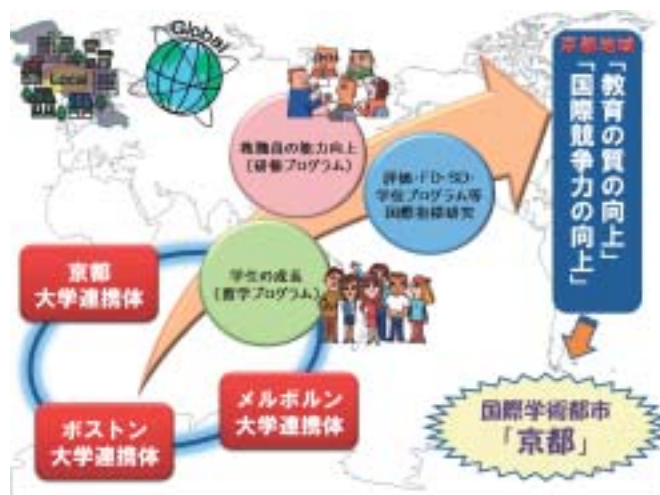 Local
Global
京都地域
「教育の質の向上」
「国際競争力の向上」
教職員の能力向上
（研修プログラム）
評価・FD・SD・
学位プログラム等
国際指標研究
学生の成長
（留学プログラム）
京都
大学連携体
メルボルン
大学連携体
ボストン
大学連携体
国際学術都市
「京都」